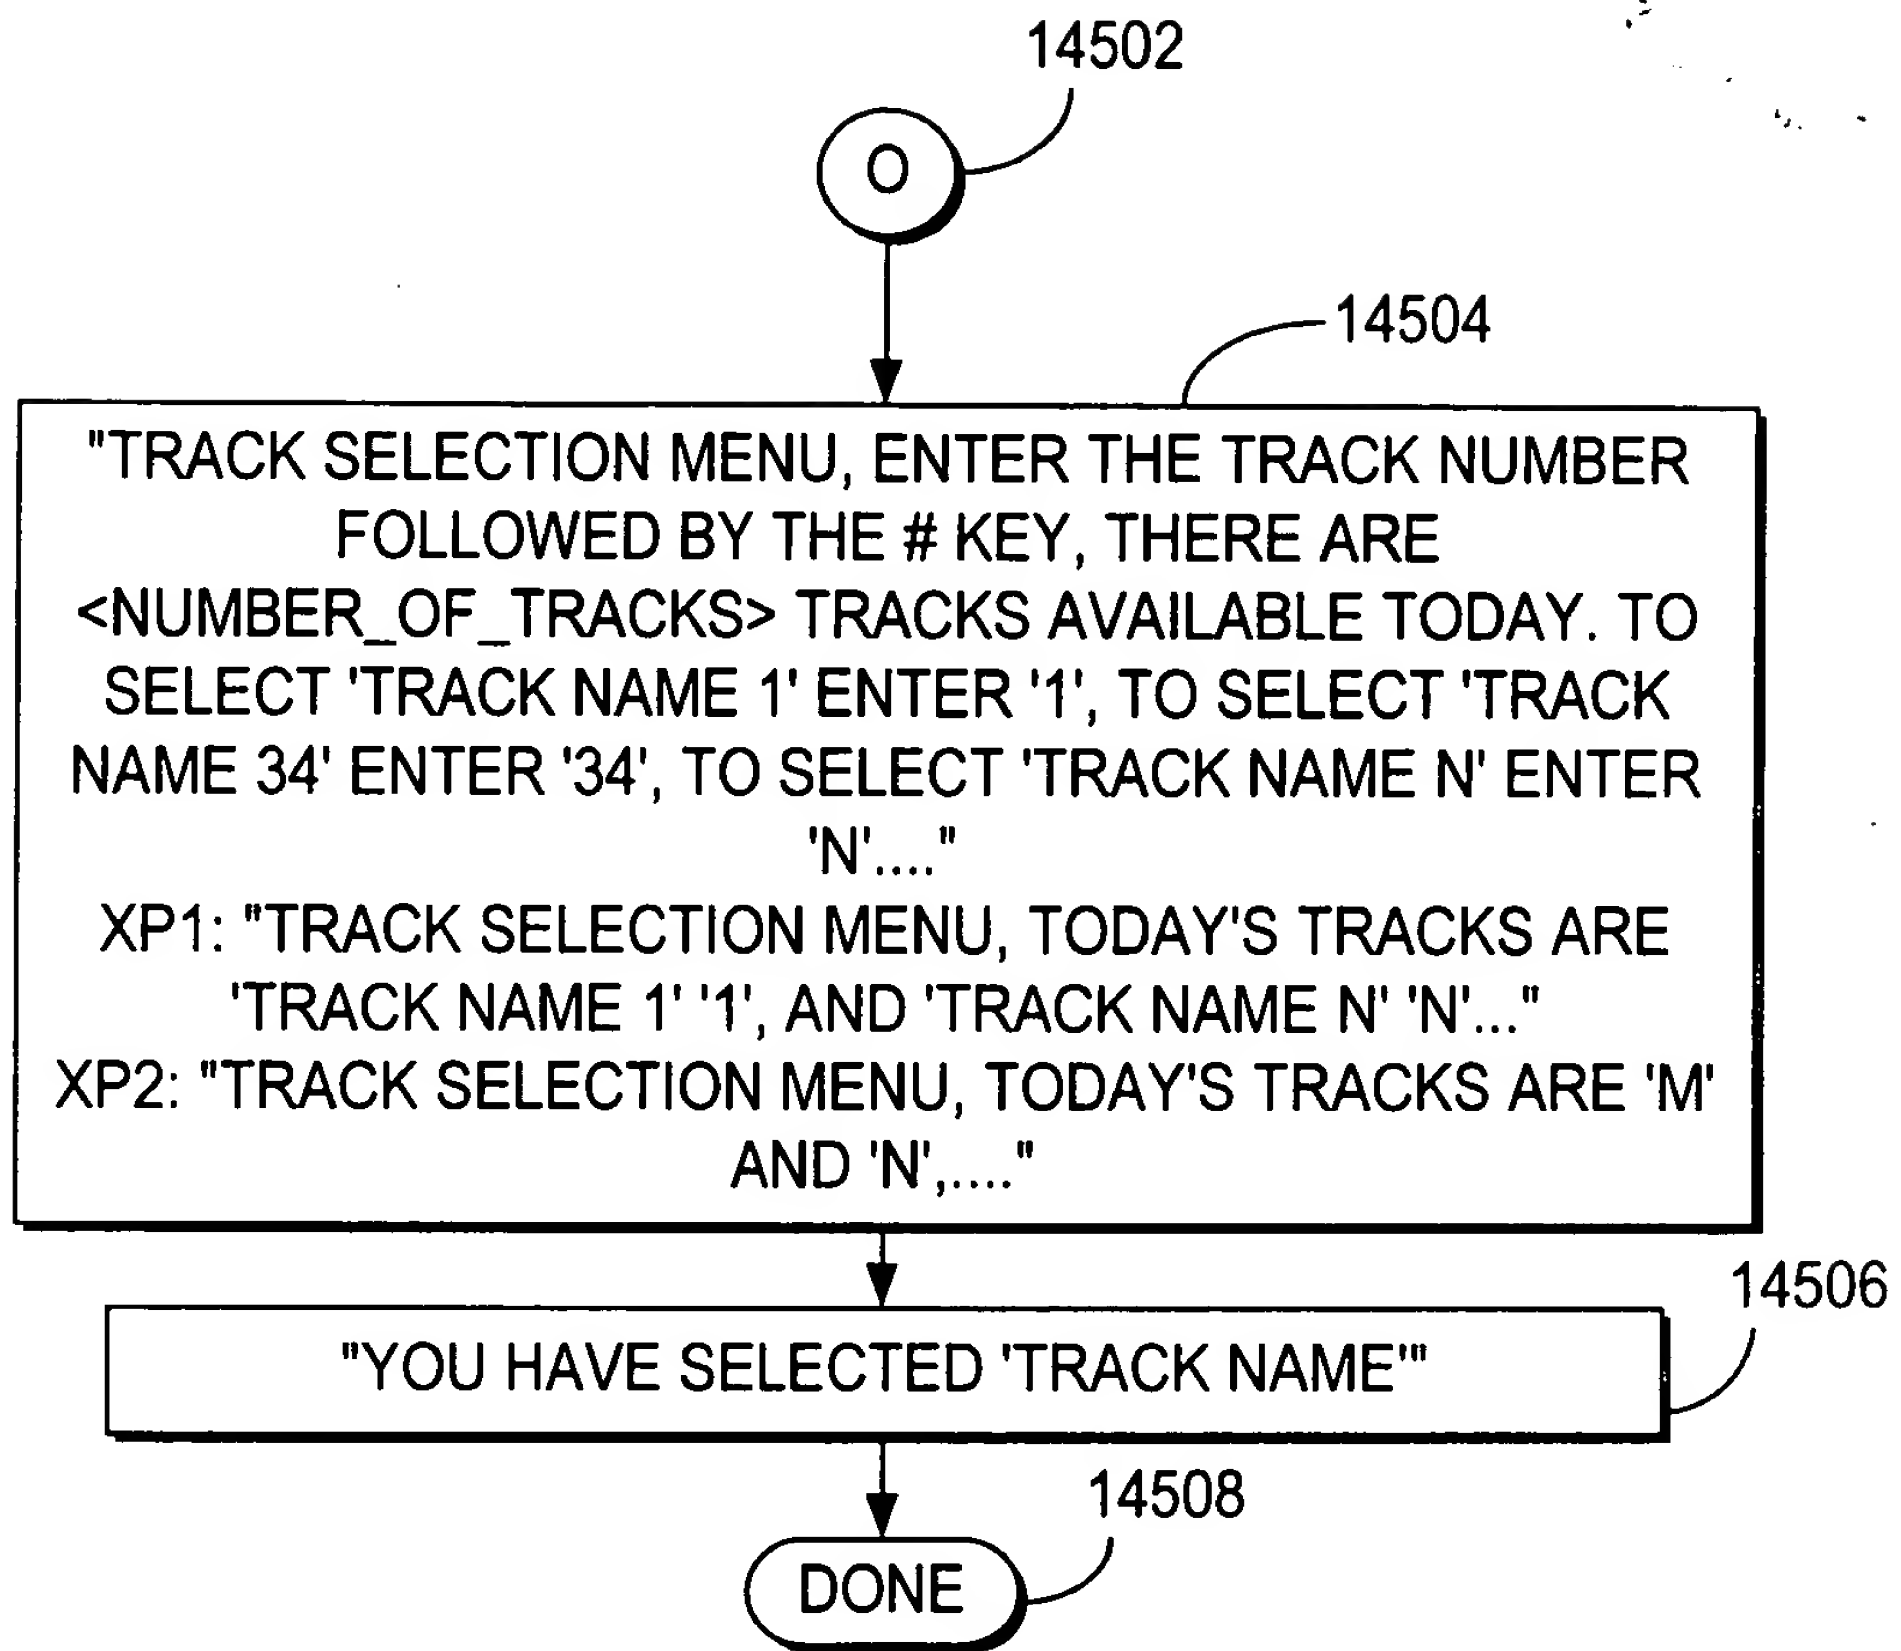 14502
O
14504
"TRACK SELECTION MENU, ENTER THE TRACK NUMBER
FOLLOWED BY THE # KEY, THERE ARE
<NUMBER_OF_TRACKS> TRACKS AVAILABLE TODAY. TO
SELECT 'TRACK NAME 1' ENTER '1', TO SELECT 'TRACK
NAME 34' ENTER '34', TO SELECT 'TRACK NAME N' ENTER
'N'...."
XP1: "TRACK SELECTION MENU, TODAY'S TRACKS ARE
'TRACK NAME 1' '1', AND 'TRACK NAME N' 'N'..."
XP2: "TRACK SELECTION MENU, TODAY'S TRACKS ARE 'M'
AND 'N',...."
14506
"YOU HAVE SELECTED 'TRACK NAME'"
14508
DONE